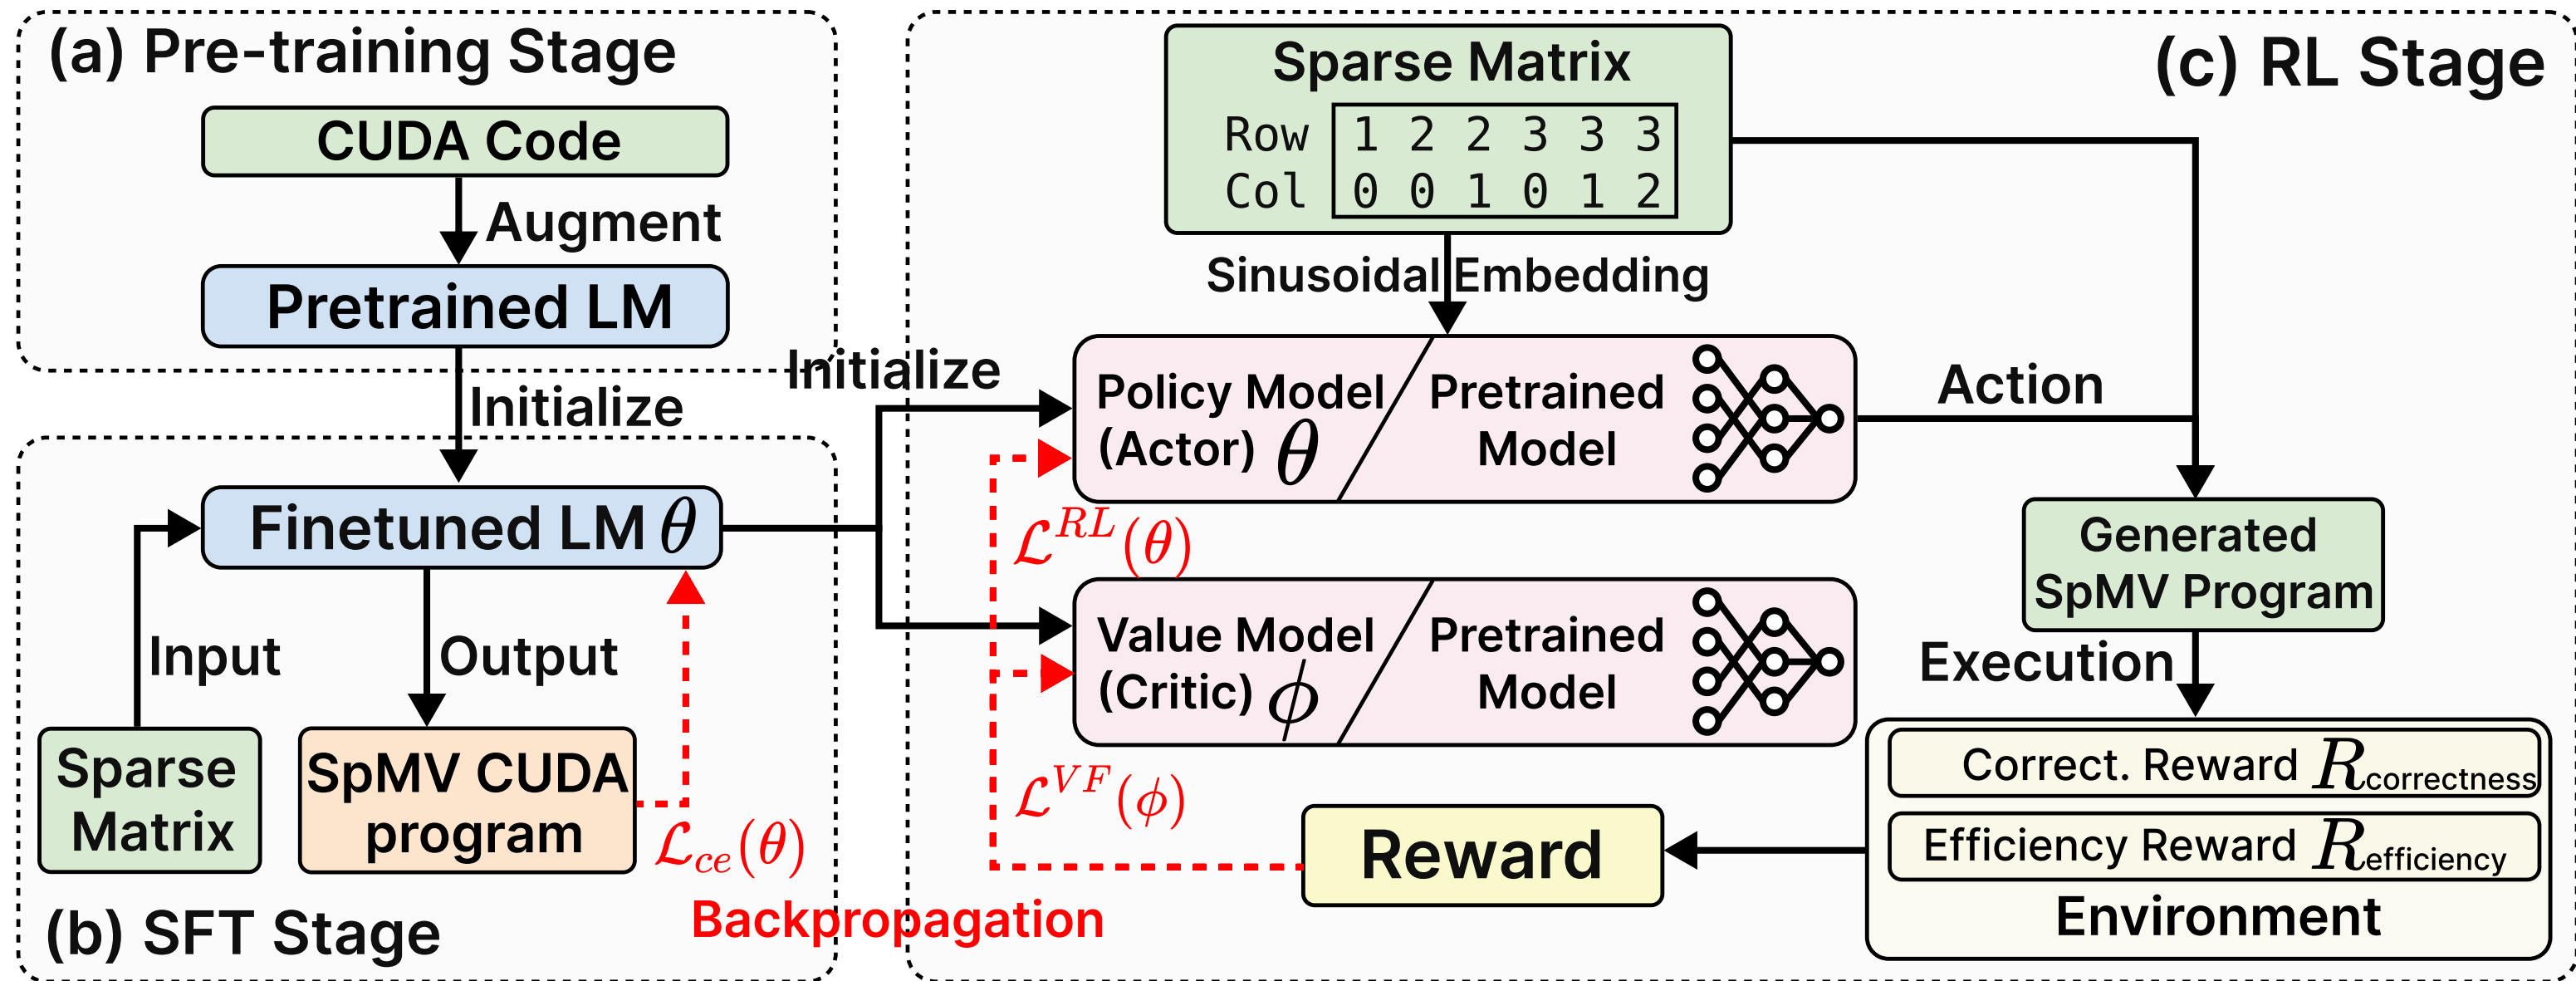 (a) Pre-training Stage
CUDA Code
Augment
Pretrained LM
Initialize
Finetuned LM θ
Input
Output
Sparse
Matrix
SpMV CUDA
program
ℒce(θ)
(b) SFT Stage
Backpropagation
Initialize
(c) RL Stage
Sparse Matrix
Row 1 2 2 3 3 3
Col 0 0 1 0 1 2
Sinusoidal Embedding
Policy Model
(Actor) θ
Pretrained
Model
Action
ℒ^RL(θ)
Value Model
(Critic) ϕ
Pretrained
Model
ℒ^VF(ϕ)
Generated
SpMV Program
Execution
Correct. Reward Rcorrectness
Efficiency Reward Refficiency
Environment
Reward